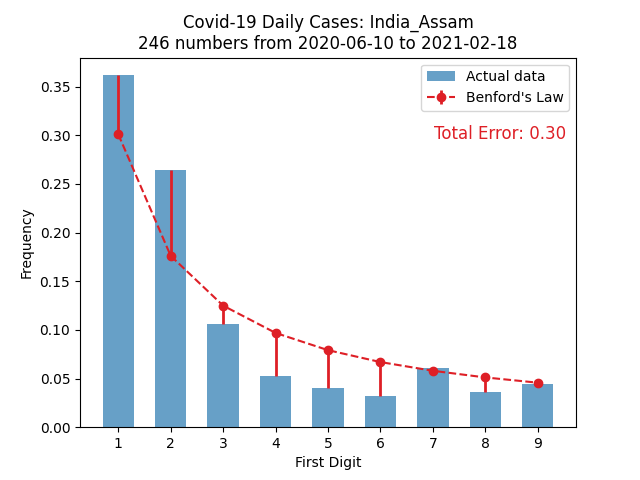 Covid-19 Daily Cases: India_Assam
246 numbers from 2020-06-10 to 2021-02-18
Actual data
Benford's Law
Total Error: 0.30
Frequency
0.35
0.30
0.25
0.20
0.15
0.10
0.05
0.00
1 2 3 4 5 6 7 8 9
First Digit